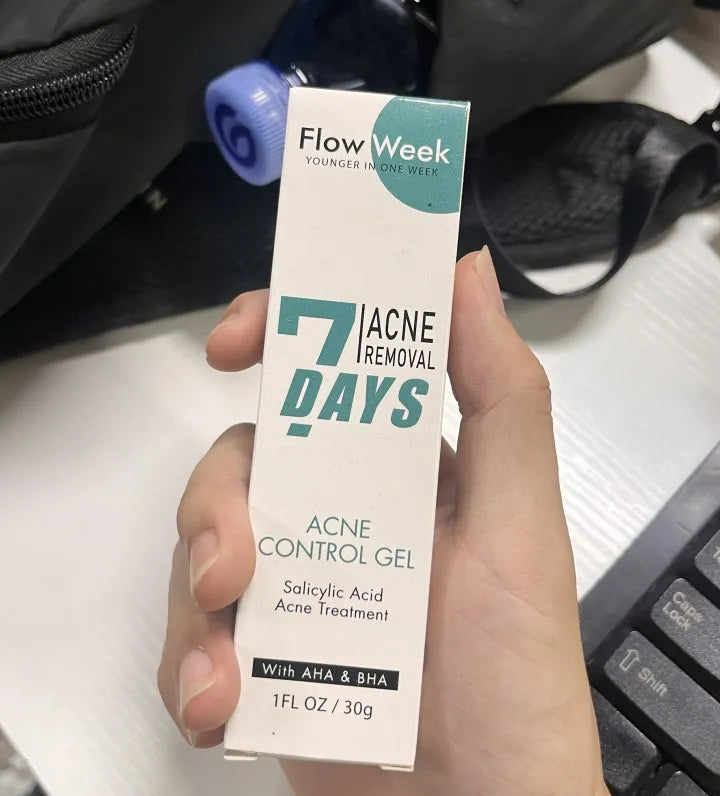 Flow Week
YOUNGER IN ONE WEEK
7 DAYS
ACNE
REMOVAL
ACNE
CONTROL GEL
Salicylic Acid
Acne Treatment
With AHA & BHA
1FL OZ / 30g
Caps
Lock
⇧ Shift